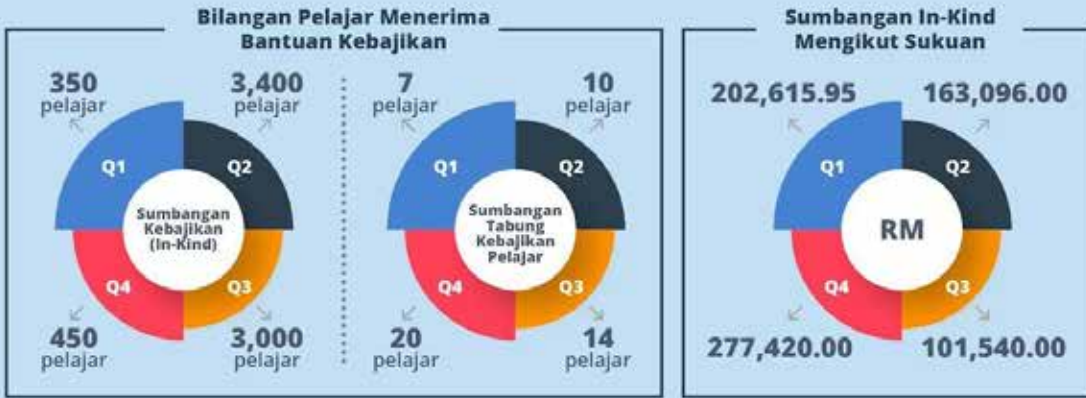 Bilangan Pelajar Menerima
Bantuan Kebajikan
350
pelajar
3,400
pelajar
Q1
Q2
Sumbangan
Kebajikan
(In-Kind)
Q4
Q3
450
pelajar
3,000
pelajar
7
pelajar
10
pelajar
Q1
Q2
Sumbangan
Tabung
Kebajikan
Pelajar
Q4
Q3
20
pelajar
14
pelajar
Sumbangan In-Kind
Mengikut Sukuan
202,615.95
163,096.00
Q1
Q2
RM
Q4
Q3
277,420.00
101,540.00